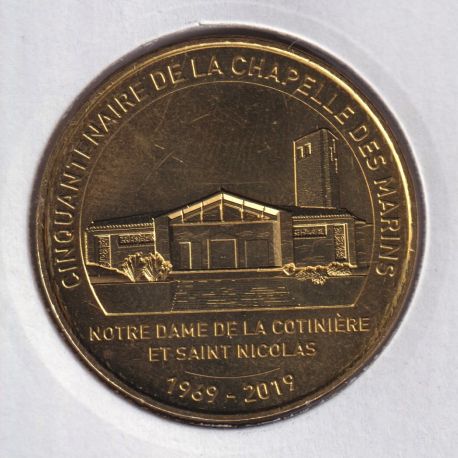 CINQUANTENAIRE DE LA CHAPELLE DES MARINS
NOTRE DAME DE LA COTINIÈRE
ET SAINT NICOLAS
1969 - 2019